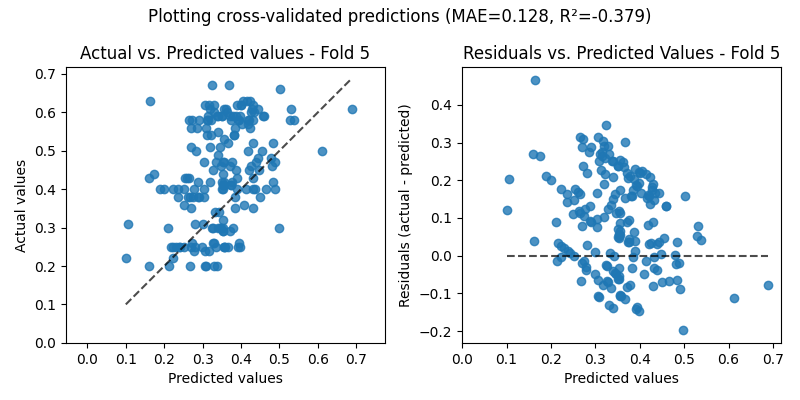 Plotting cross-validated predictions (MAE=0.128, R²=-0.379)
Actual vs. Predicted values - Fold 5
Actual values
0.7
0.6
0.5
0.4
0.3
0.2
0.1
0.0
0.0 0.1 0.2 0.3 0.4 0.5 0.6 0.7
Predicted values
Residuals vs. Predicted Values - Fold 5
Residuals (actual - predicted)
0.4
0.3
0.2
0.1
0.0
−0.1
−0.2
0.0 0.1 0.2 0.3 0.4 0.5 0.6 0.7
Predicted values